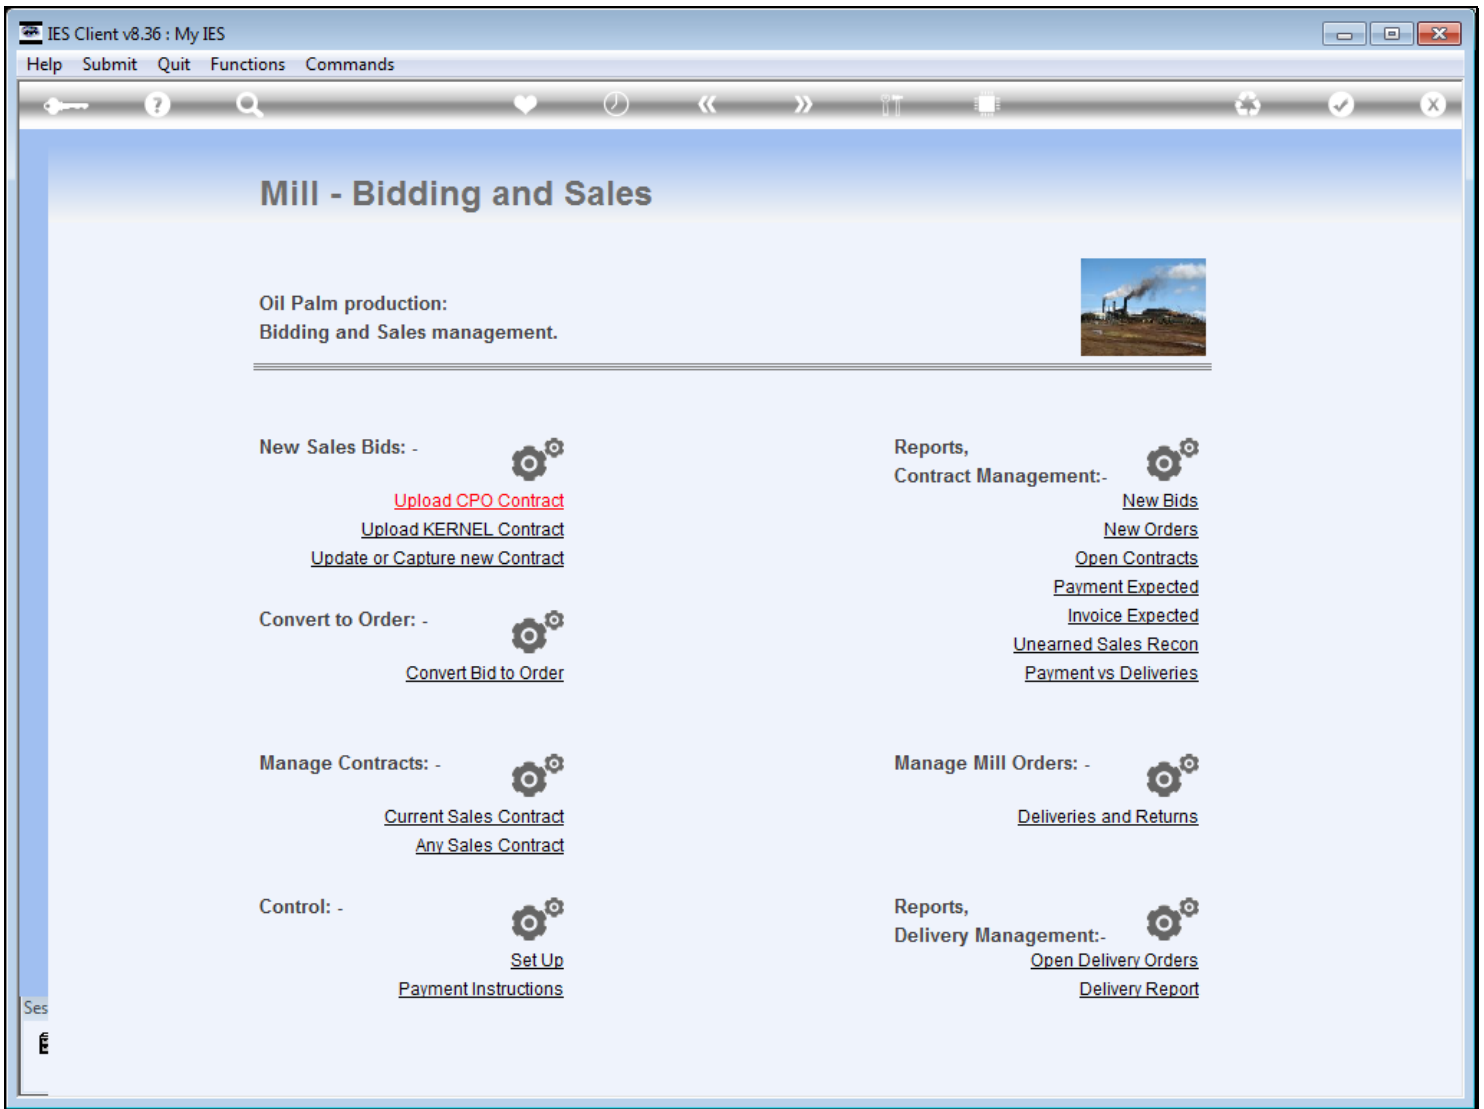 IES Client v8.36 : My IES
Help Submit Quit Functions Commands
Mill - Bidding and Sales
Oil Palm production:
Bidding and Sales management.
New Sales Bids: -
Upload CPO Contract
Upload KERNEL Contract
Update or Capture new Contract
Convert to Order: -
Convert Bid to Order
Manage Contracts: -
Current Sales Contract
Any Sales Contract
Control: -
Set Up
Payment Instructions
Reports,
Contract Management:-
New Bids
New Orders
Open Contracts
Payment Expected
Invoice Expected
Unearned Sales Recon
Payment vs Deliveries
Manage Mill Orders: -
Deliveries and Returns
Reports,
Delivery Management:-
Open Delivery Orders
Delivery Report
Ses